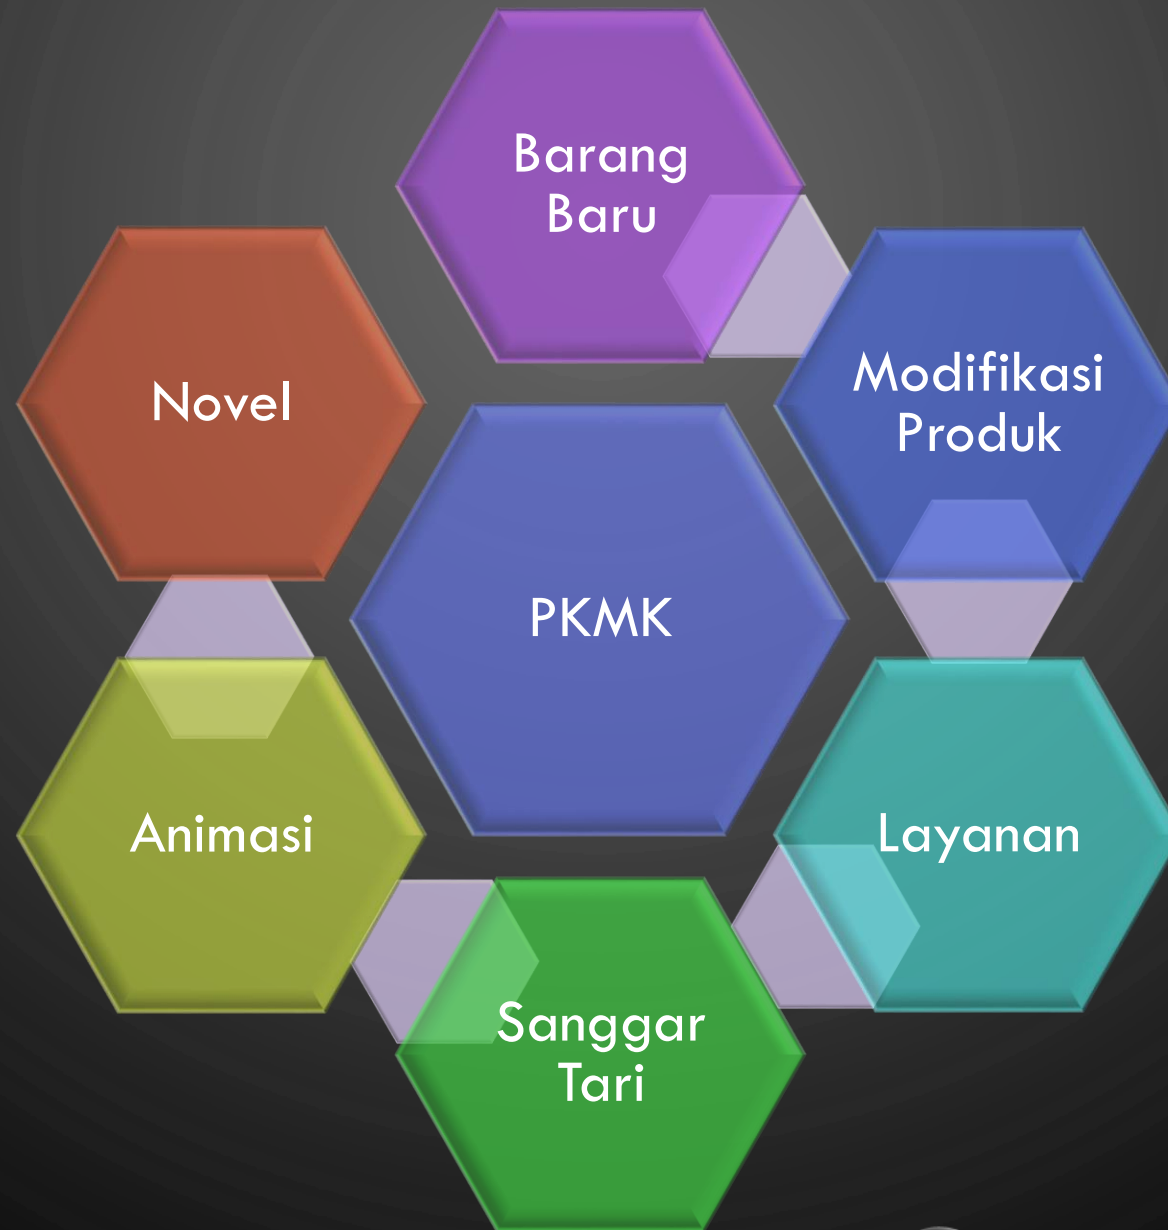 Barang
Baru
Modifikasi
Produk
Layanan
Sanggar
Tari
Animasi
Novel
PKMK